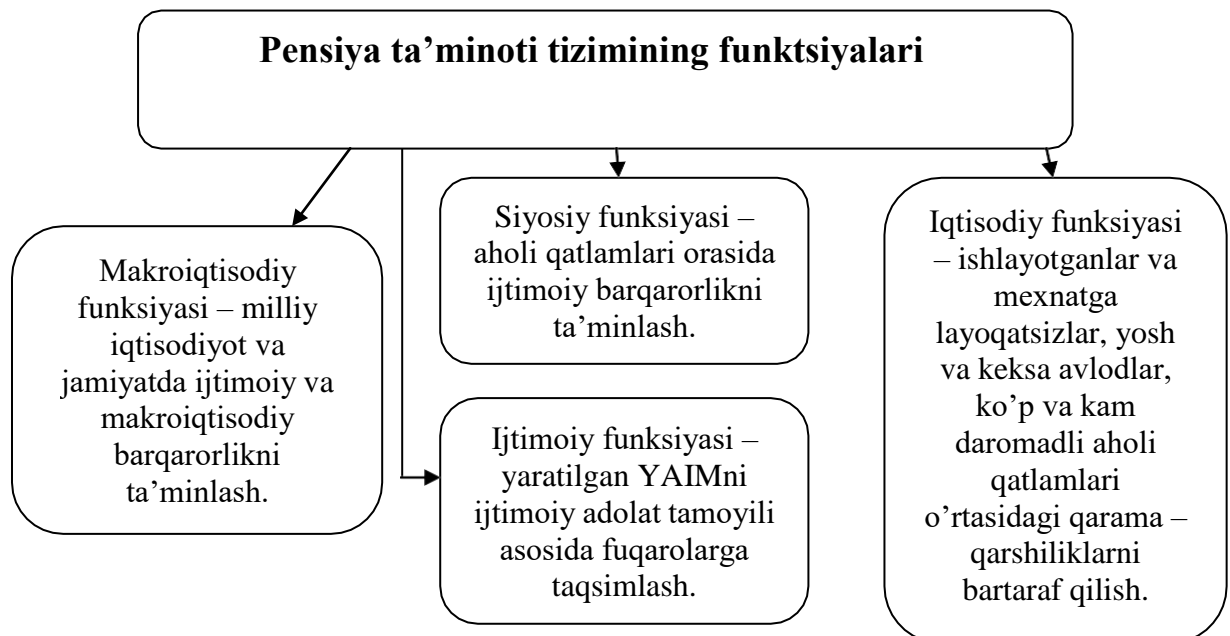 Pensiya ta’minoti tizimining funktsiyalari
Makroiqtisodiy
funksiyasi – milliy
iqtisodiyot va
jamiyatda ijtimoiy va
makroiqtisodiy
barqarorlikni
ta’minlash.
Siyosiy funksiyasi –
aholi qatlamlari orasida
ijtimoiy barqarorlikni
ta’minlash.
Ijtimoiy funksiyasi –
yaratilgan YAIMni
ijtimoiy adolat tamoyili
asosida fuqarolarga
taqsimlash.
Iqtisodiy funksiyasi
– ishlayotganlar va
mexnatga
layoqatsizlar, yosh
va keksa avlodlar,
ko’p va kam
daromadli aholi
qatlamlari
o’rtasidagi qarama –
qarshiliklarni
bartaraf qilish.